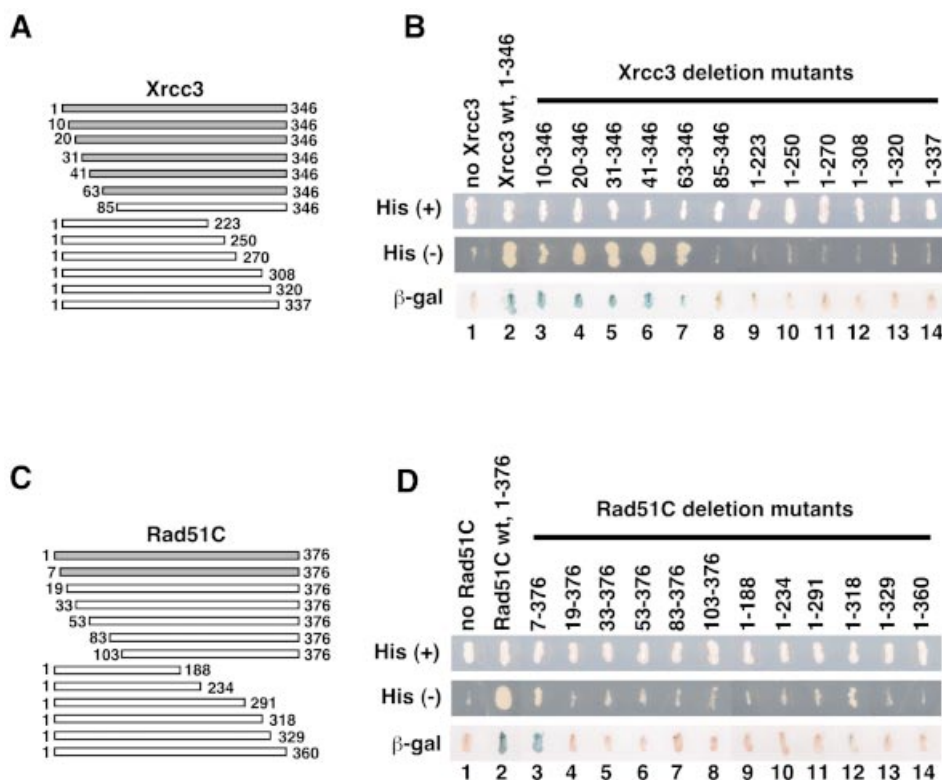 A
Xrcc3
1 346
10 346
20 346
31 346
41 346
63 346
85 346
1 223
1 250
1 270
1 308
1 320
1 337
B
Xrcc3 deletion mutants
no Xrcc3
Xrcc3 wt, 1-346
10-346
20-346
31-346
41-346
63-346
85-346
1-223
1-250
1-270
1-308
1-320
1-337
His (+)
His (-)
β-gal
1 2 3 4 5 6 7 8 9 10 11 12 13 14
C
Rad51C
1 376
7 376
19 376
33 376
53 376
83 376
103 376
1 188
1 234
1 291
1 318
1 329
1 360
D
Rad51C deletion mutants
no Rad51C
Rad51C wt, 1-376
7-376
19-376
33-376
53-376
83-376
103-376
1-188
1-234
1-291
1-318
1-329
1-360
His (+)
His (-)
β-gal
1 2 3 4 5 6 7 8 9 10 11 12 13 14